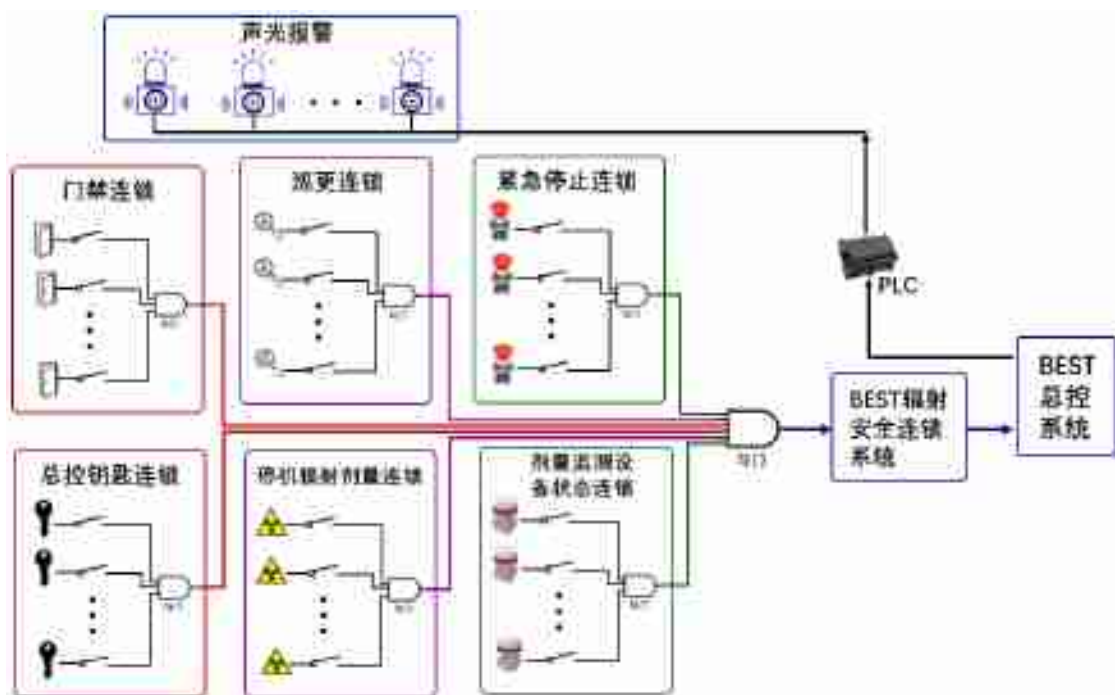 声光报警
门禁连锁
巡更连锁
紧急停止连锁
PLC
BEST
总控
系统
BEST辐射
安全连锁
系统
与门
总控钥匙连锁
停机辐射剂量连锁
剂量监测设
备状态连锁